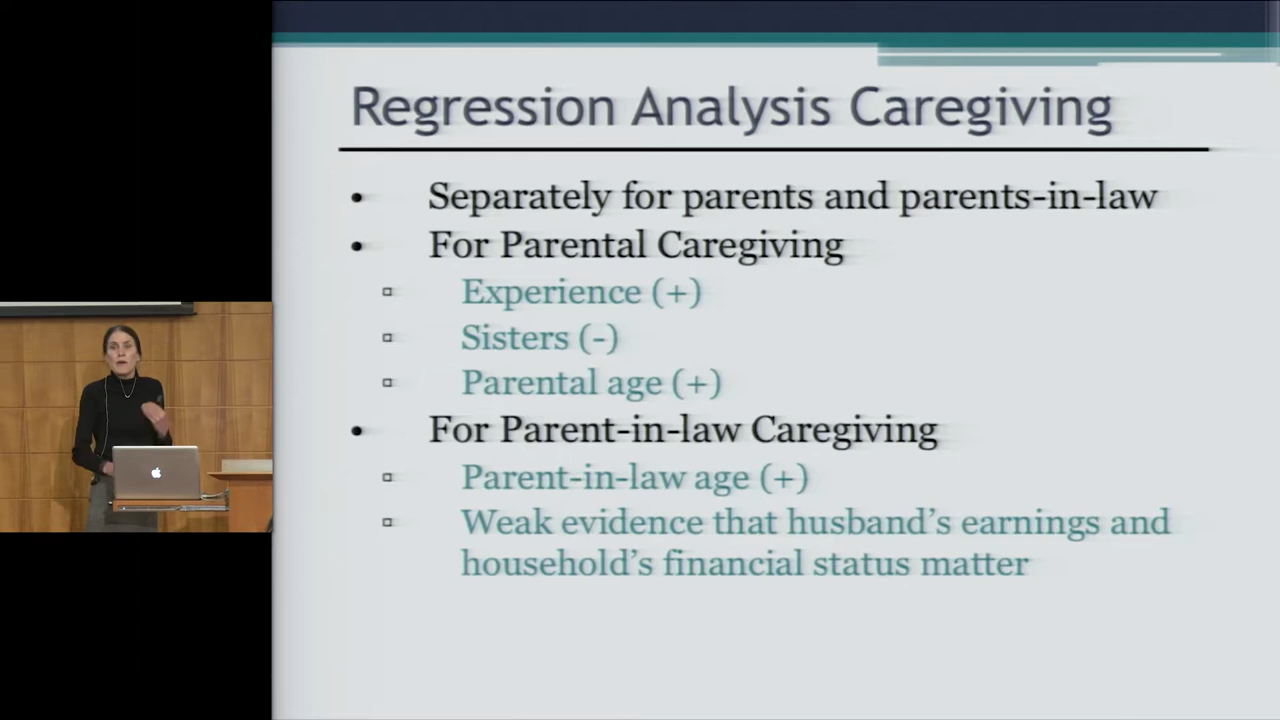 Regression Analysis Caregiving
• Separately for parents and parents-in-law
• For Parental Caregiving
▫ Experience (+)
▫ Sisters (-)
▫ Parental age (+)
• For Parent-in-law Caregiving
▫ Parent-in-law age (+)
▫ Weak evidence that husband’s earnings and
household’s financial status matter